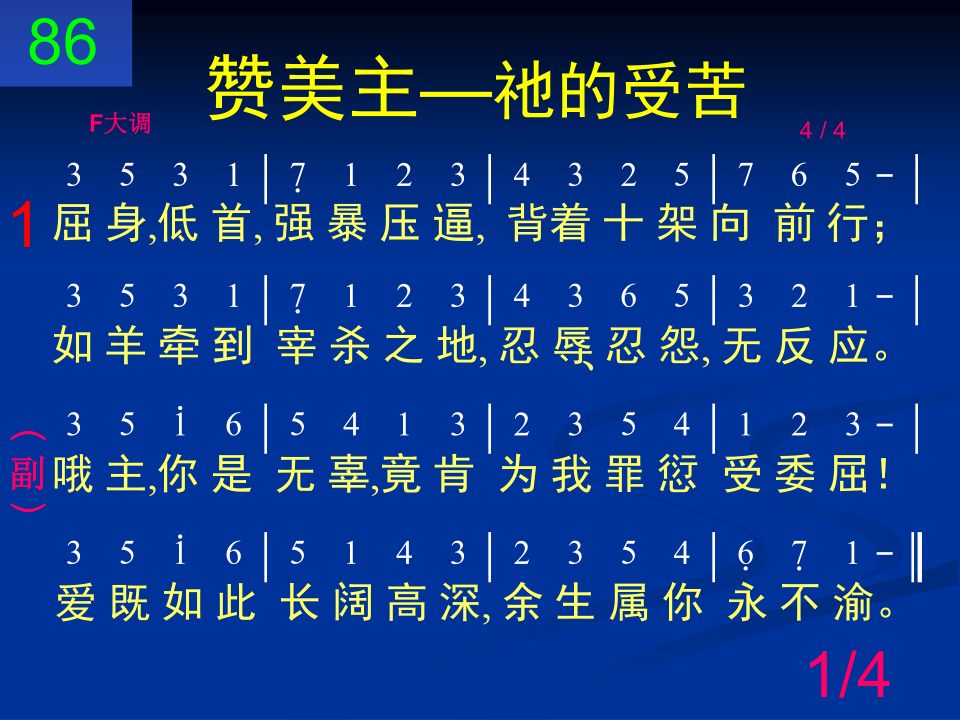 86
赞美主—祂的受苦
F大调
4 / 4
3 5 3 1 | 7̣ 1 2 3 | 4 3 2 5 | 7 6 5 – |
1 屈 身,低 首, 强 暴 压 逼, 背着 十 架 向 前 行;
3 5 3 1 | 7̣ 1 2 3 | 4 3 6 5 | 3 2 1 – |
如 羊 牵 到 宰 杀 之 地, 忍 辱、忍 怨, 无 反 应。
3 5 1̇ 6 | 5 4 1 3 | 2 3 5 4 | 1 2 3 – |
(副) 哦 主,你 是 无 辜,竟 肯 为 我 罪 愆 受 委 屈!
3 5 1̇ 6 | 5 1 4 3 | 2 3 5 4 | 6̣ 7̣ 1 – ‖
爱 既 如 此 长 阔 高 深, 余 生 属 你 永 不 渝。
1/4